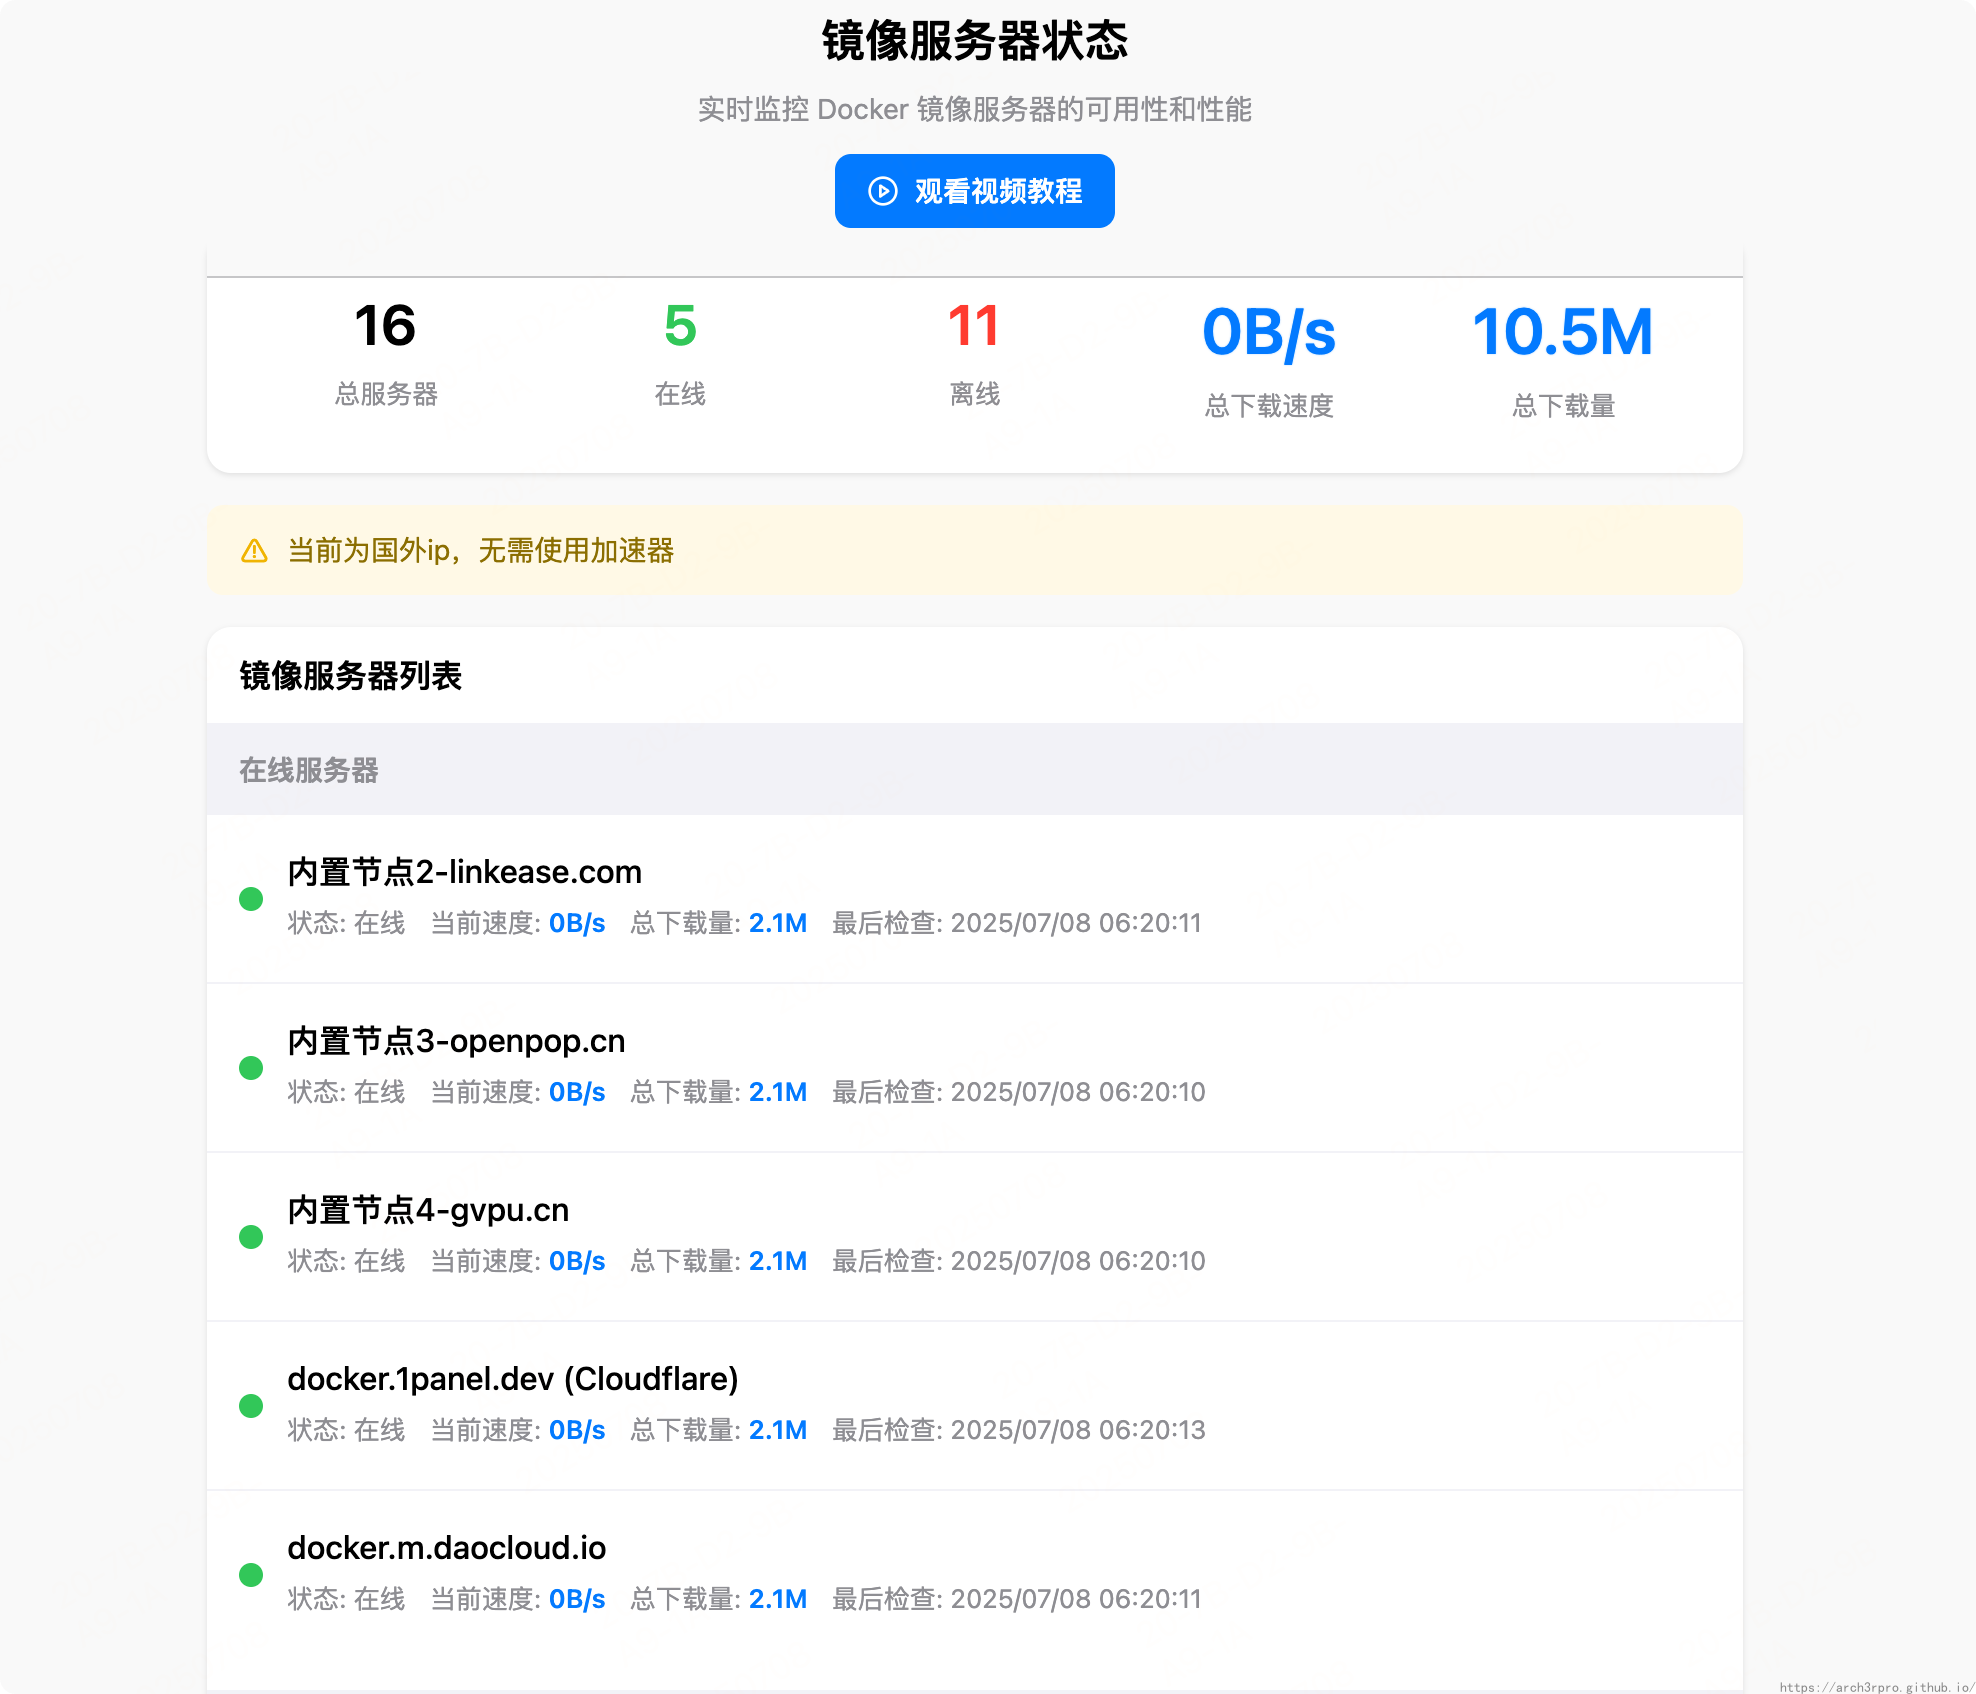 镜像服务器状态
实时监控 Docker 镜像服务器的可用性和性能
观看视频教程
16 5 11 0B/s 10.5M
总服务器 在线 离线 总下载速度 总下载量
当前为国外ip，无需使用加速器
镜像服务器列表
在线服务器
内置节点2-linkease.com
状态: 在线 当前速度: 0B/s 总下载量: 2.1M 最后检查: 2025/07/08 06:20:11
内置节点3-openpop.cn
状态: 在线 当前速度: 0B/s 总下载量: 2.1M 最后检查: 2025/07/08 06:20:10
内置节点4-gvpu.cn
状态: 在线 当前速度: 0B/s 总下载量: 2.1M 最后检查: 2025/07/08 06:20:10
docker.1panel.dev (Cloudflare)
状态: 在线 当前速度: 0B/s 总下载量: 2.1M 最后检查: 2025/07/08 06:20:13
docker.m.daocloud.io
状态: 在线 当前速度: 0B/s 总下载量: 2.1M 最后检查: 2025/07/08 06:20:11
https://arch3rpro.github.io/